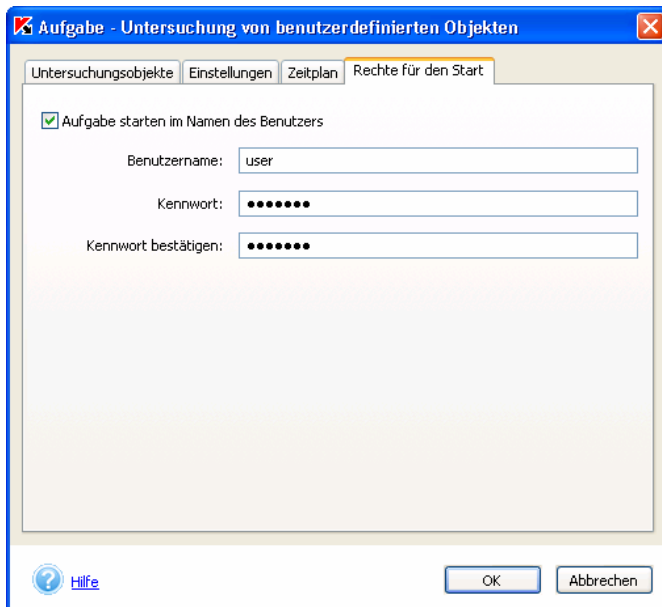 Aufgabe - Untersuchung von benutzerdefinierten Objekten
Untersuchungsobjekte Einstellungen Zeitplan Rechte für den Start
Aufgabe starten im Namen des Benutzers
Benutzername: user
Kennwort: •••••••
Kennwort bestätigen: •••••••
Hilfe OK Abbrechen